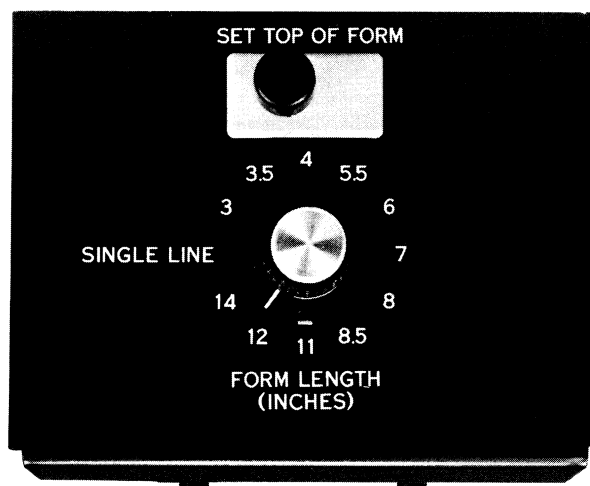 SET TOP OF FORM
4
3.5 5.5
3 6
SINGLE LINE 7
14 8
12 8.5
11
FORM LENGTH
(INCHES)